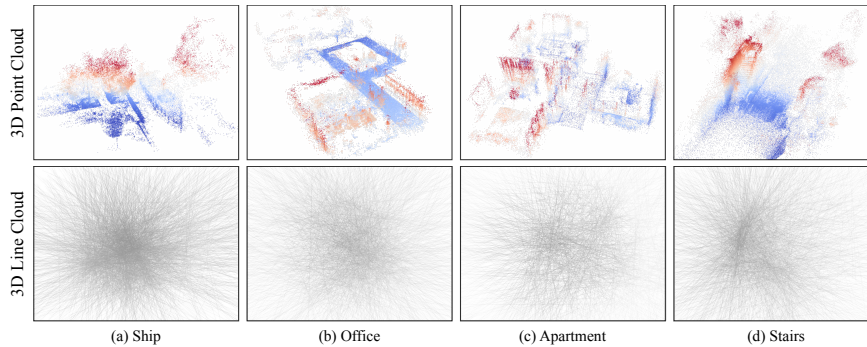 3D Point Cloud
3D Line Cloud
(a) Ship
(b) Office
(c) Apartment
(d) Stairs